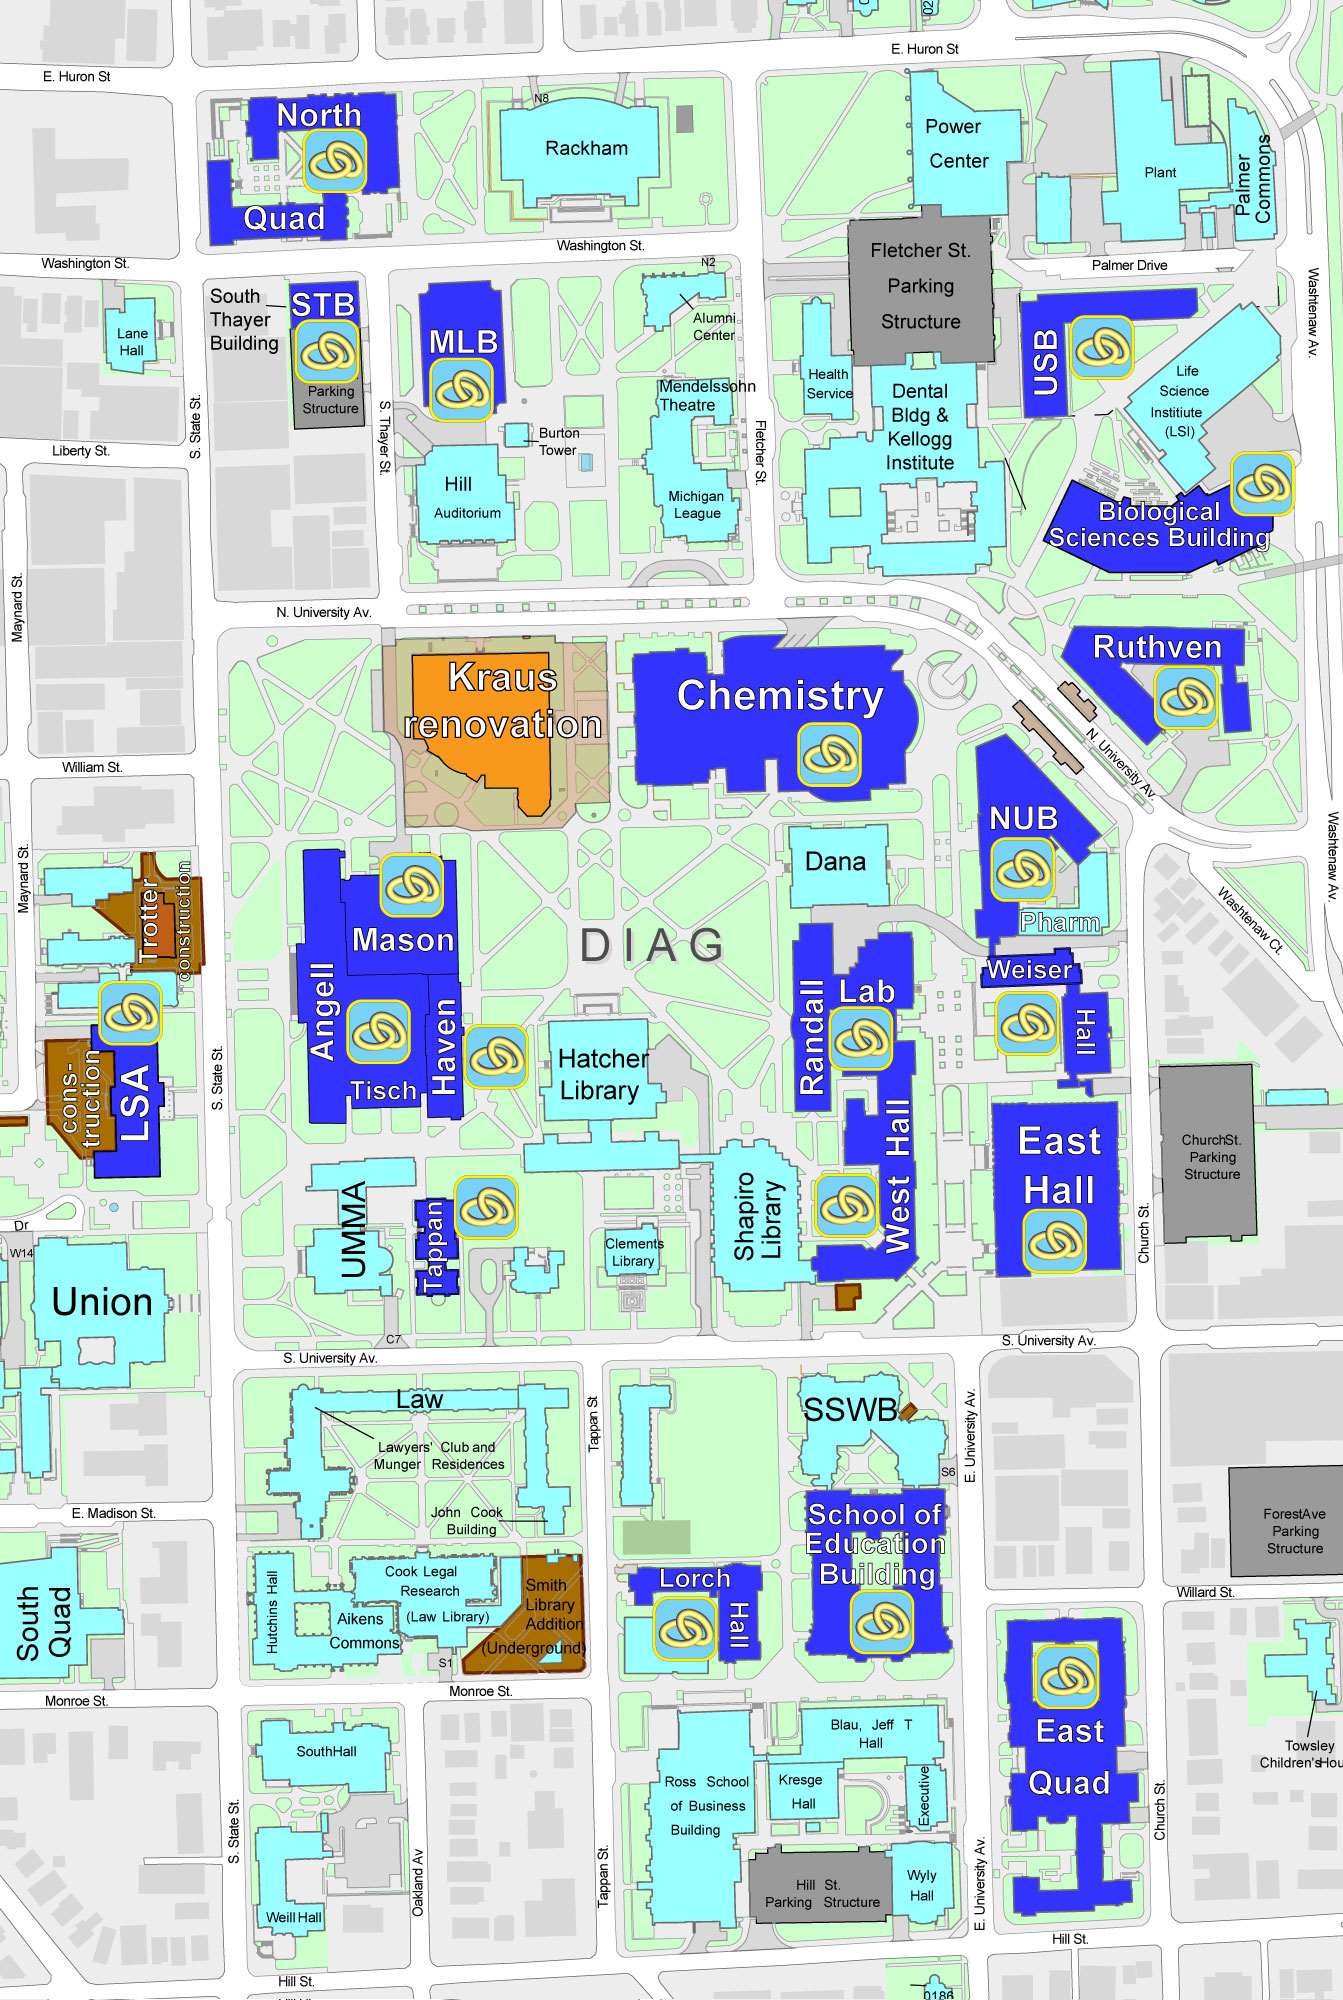 E. Huron St
02
E. Huron St
North
Quad
N8
Rackham
Power
Center
Plant
Palmer
Commons
Washington St.
Washington St.
Fletcher St.
Parking
Structure
Palmer Drive
Washtenaw Av.
South
Thayer
Building
STB
Parking
Structure
MLB
N2
Alumni
Center
Lane
Hall
USB
Life
Science
Institiute
(LSI)
Health
Service
Dental
Bldg &
Kellogg
Institute
Mendelssohn
Theatre
Burton
Tower
S. State St.
S. Thayer St.
Fletcher St.
Liberty St.
Hill
Auditorium
Michigan
League
Biological
Sciences Building
Maynard St.
N. University Av.
Kraus
renovation
Chemistry
Ruthven
N. University Av.
William St.
NUB
Dana
Pharm
Washtenaw Av.
Washtenaw Ct.
Maynard St.
Trotter
construction
Mason
Angell
Haven
Tisch
DIAG
Weiser
Hall
Randall
Lab
Hatcher
Library
LSA
cons-
truction
S. State St.
West Hall
East
Hall
Church St.
Parking
Structure
Church St.
UMMA
Tappan
Shapiro
Library
Clements
Library
Dr
W14
Union
C7
S. University Av.
S. University Av.
Law
Lawyers' Club and
Munger Residences
John Cook
Building
Tappan St
SSWB
S6
E. University Av.
E. Madison St.
School of
Education
Building
Forest Ave
Parking
Structure
South
Quad
Hutchins Hall
Cook Legal
Research
(Law Library)
Aikens
Commons
Smith
Library
Addition
(Underground)
S1
Lorch
Hall
Willard St.
Monroe St.
Monroe St.
East
Quad
Towsley
Children's Hou
South Hall
Blau, Jeff T
Hall
Ross School
of Business
Building
Kresge
Hall
Executive
S. State St.
Oakland Av
Tappan St.
E. University Av.
Church St.
Hill St.
Parking Structure
Wyly
Hall
Weill Hall
Hill St.
Hill St.
0186